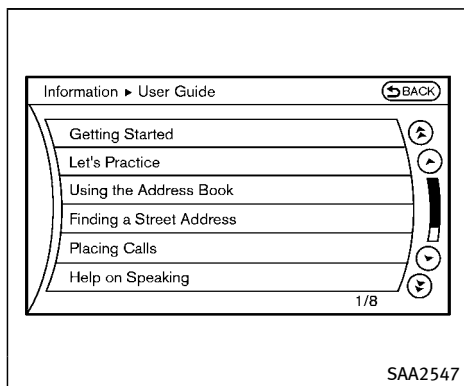 Information ▸ User Guide
BACK
Getting Started
Let's Practice
Using the Address Book
Finding a Street Address
Placing Calls
Help on Speaking
1/8
SAA2547